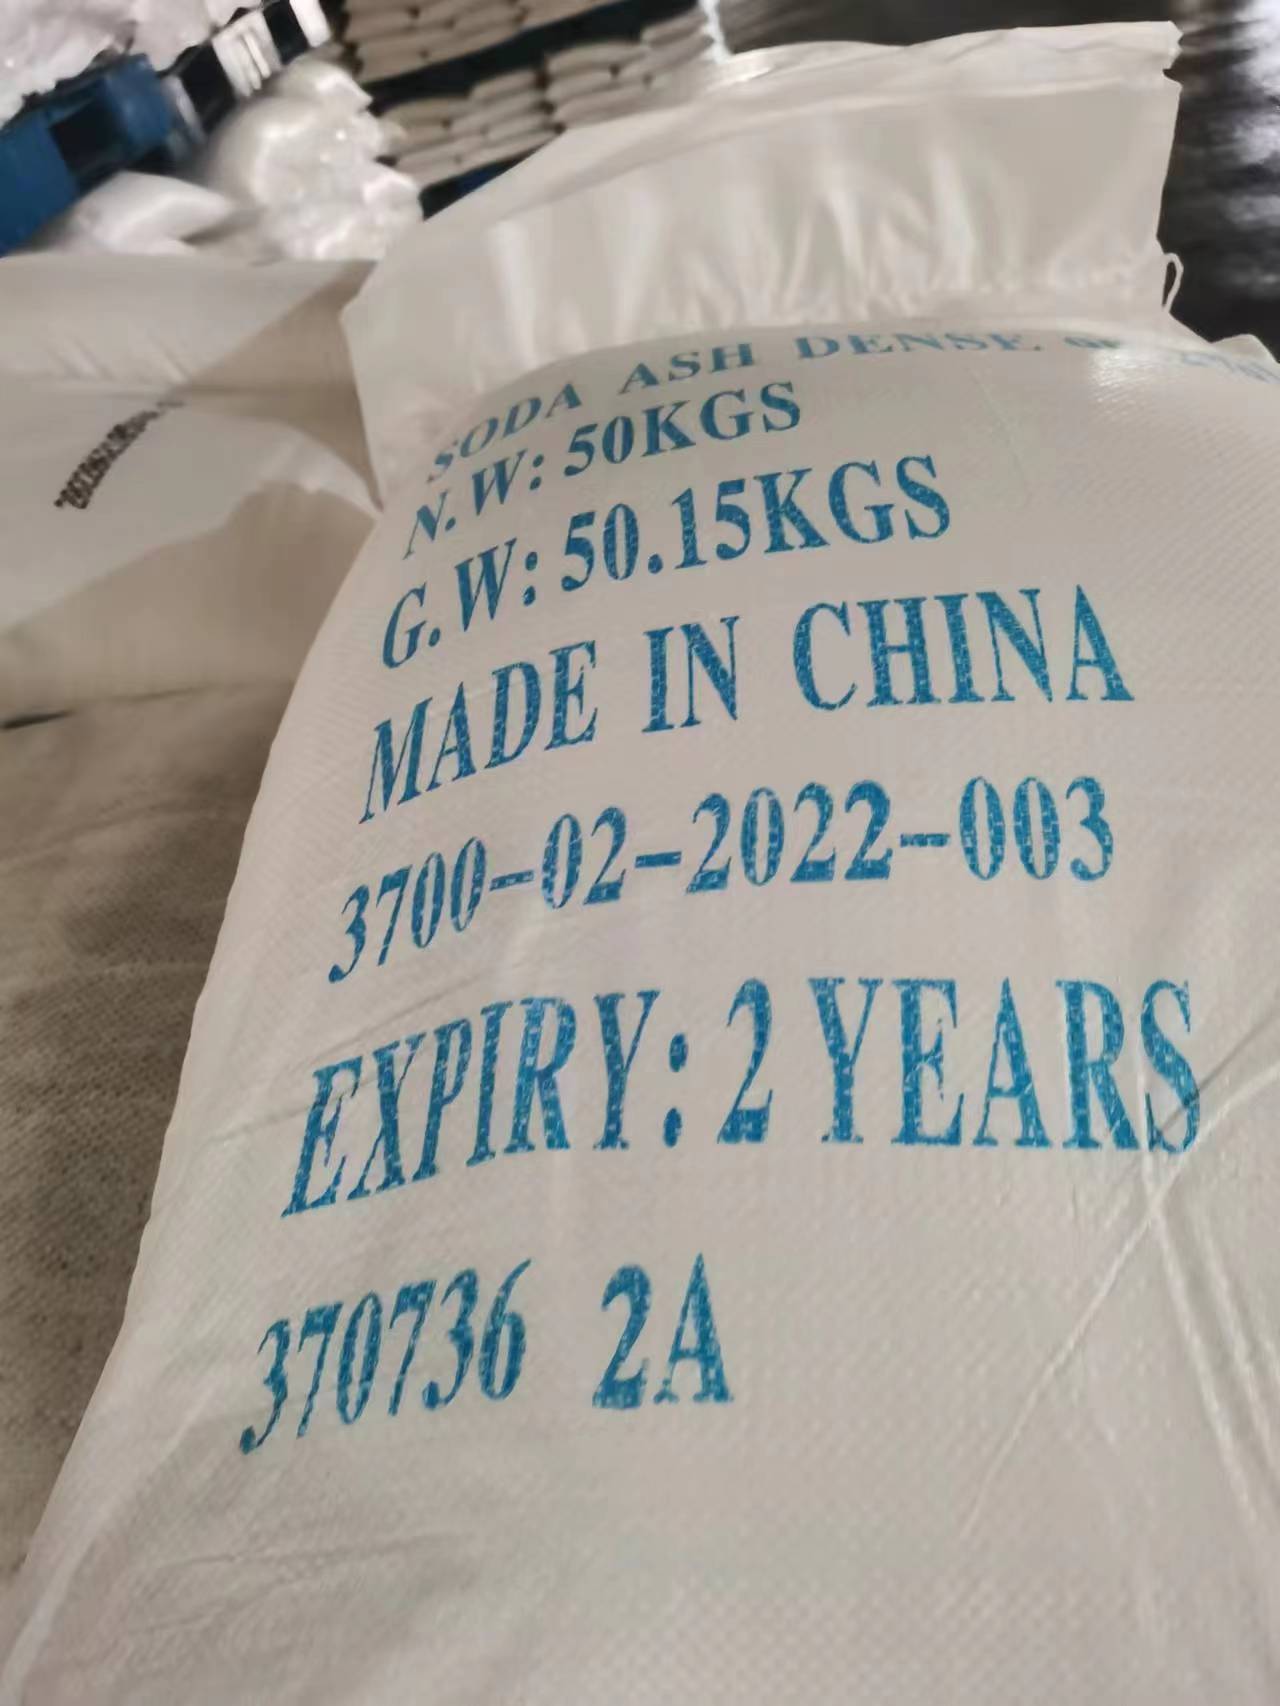 SODA ASH DENSE
N.W: 50KGS
G.W: 50.15KGS
MADE IN CHINA
3700-02-2022-003
EXPIRY: 2 YEARS
370736 2A